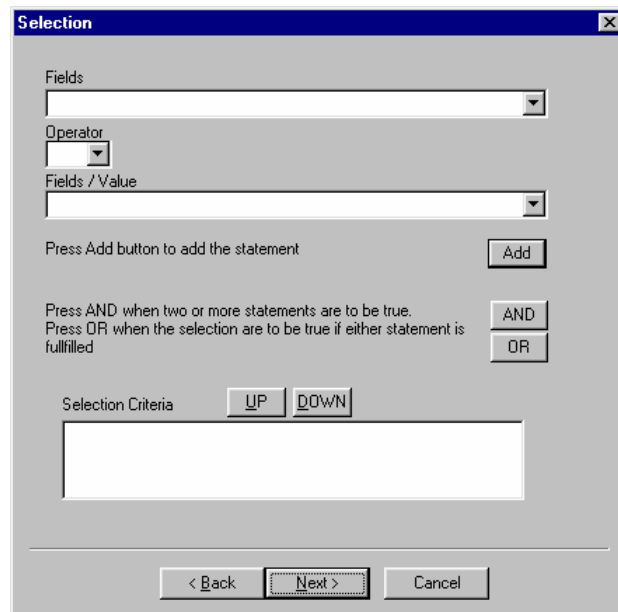 Selection
Fields
Operator
Fields / Value
Press Add button to add the statement
Add
Press AND when two or more statements are to be true.
Press OR when the selection are to be true if either statement is
fullfilled
AND
OR
Selection Criteria
UP
DOWN
< Back
Next >
Cancel